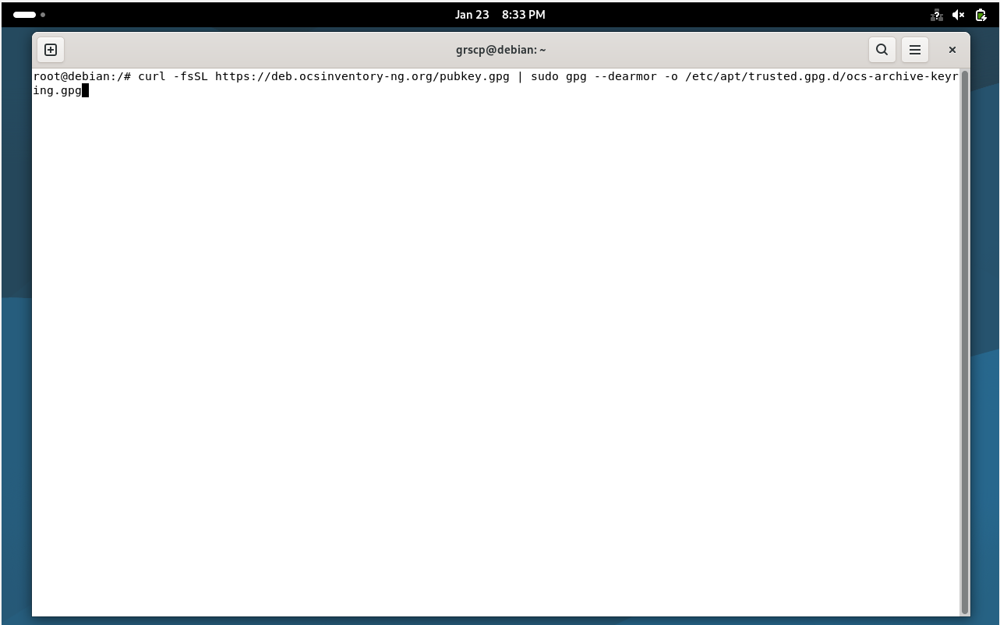 Jan 23 8:33 PM
grscp@debian: ~
root@debian:/# curl -fsSL https://deb.ocsinventory-ng.org/pubkey.gpg | sudo gpg --dearmor -o /etc/apt/trusted.gpg.d/ocs-archive-keyr
ing.gpg